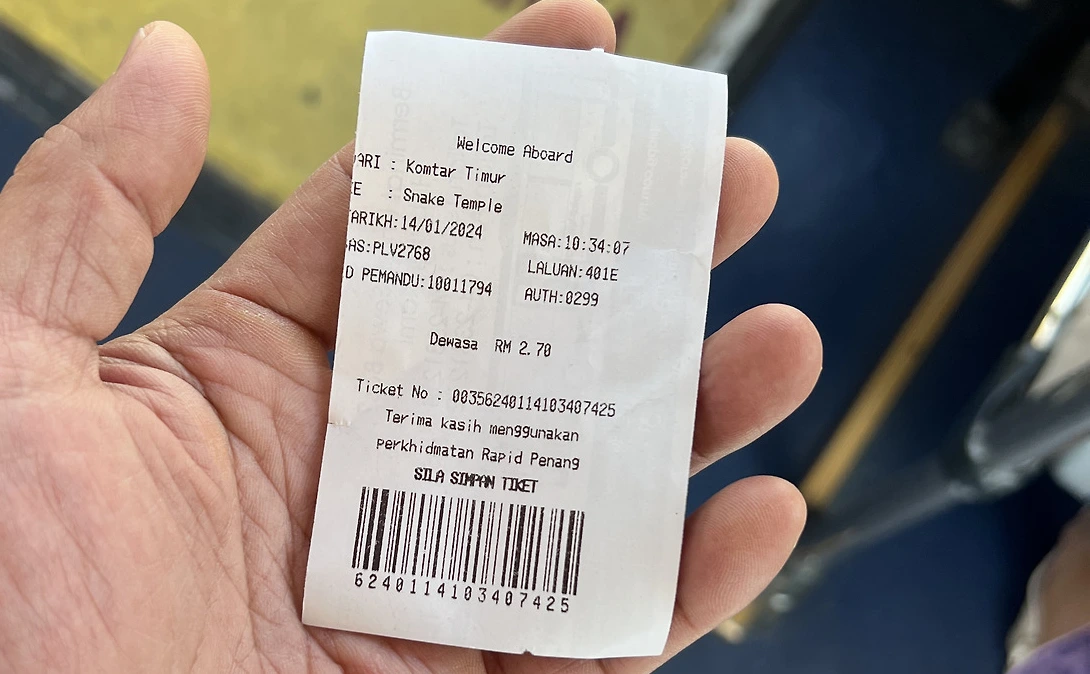 Welcome Aboard
ARI : Komtar Timur
E : Snake Temple
ARIKH:14/01/2024 MASA:10:34:07
AS:PLV2768 LALUAN:401E
D PEMANDU:10011794 AUTH:0299
Dewasa RM 2.70
Ticket No : 00356240114103407425
Terima kasih menggunakan
perkhidmatan Rapid Penang
SILA SIMPAN TIKET
6240114103407425